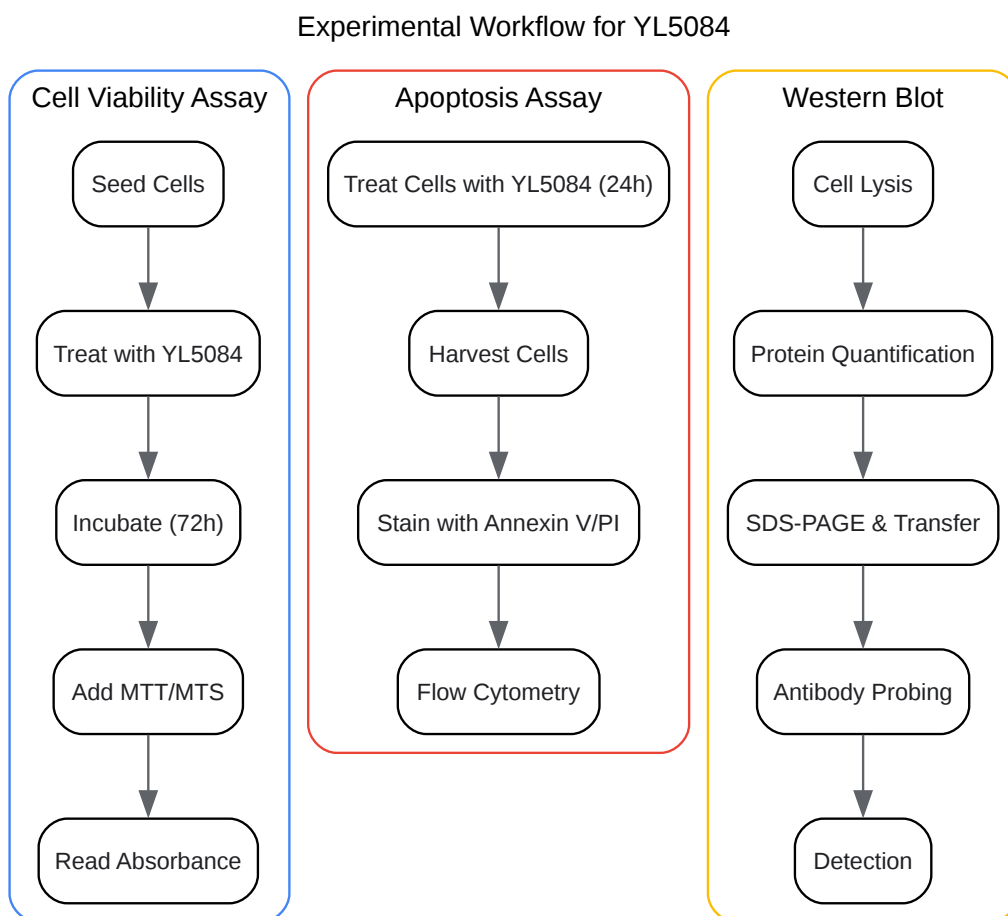 Experimental Workflow for YL5084
Cell Viability Assay
Seed Cells
Treat with YL5084
Incubate (72h)
Add MTT/MTS
Read Absorbance
Apoptosis Assay
Treat Cells with YL5084 (24h)
Harvest Cells
Stain with Annexin V/PI
Flow Cytometry
Western Blot
Cell Lysis
Protein Quantification
SDS-PAGE & Transfer
Antibody Probing
Detection